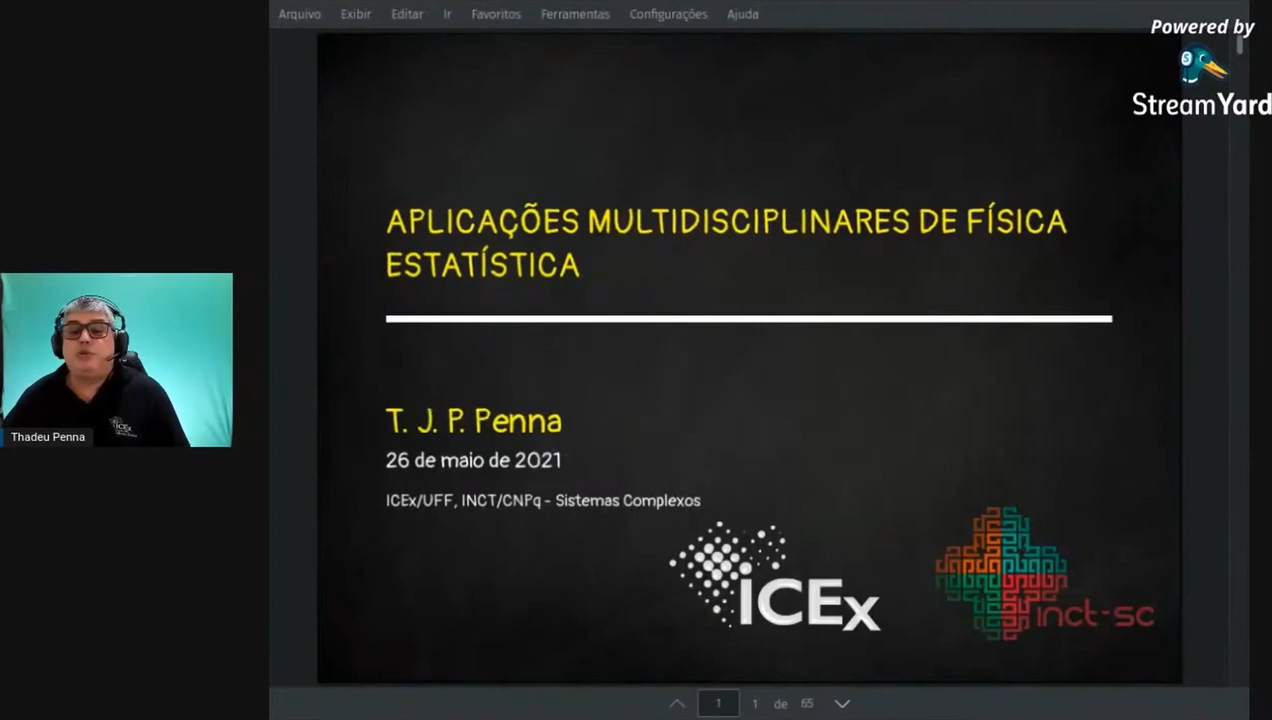 Arquivo Exibir Editar Ir Favoritos Ferramentas Configurações Ajuda
Powered by
StreamYard
APLICAÇÕES MULTIDISCIPLINARES DE FÍSICA
ESTATÍSTICA
T. J. P. Penna
26 de maio de 2021
ICEx/UFF, INCT/CNPq - Sistemas Complexos
ICEx
inct-sc
ICEx
Thadeu Penna
1 1 de 65